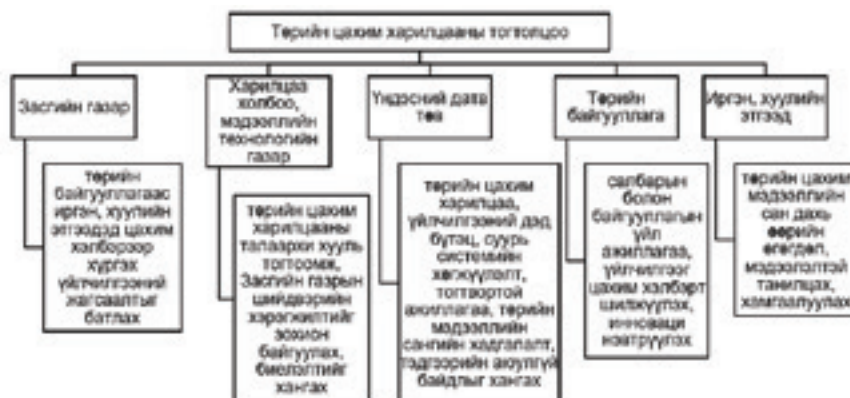 Төрийн цахим харилцааны тогтолцоо
Засгийн газар
төрийн
байгууллагаас
иргэн, хуулийн
этгээдэд цахим
хэлбэрээр
хүргэх
үйлчилгээний
жагсаалтыг
батлах
Харилцаа
холбоо,
мэдээллийн
технологийн
газар
төрийн цахим
харилцааны
талаархи хууль
тогтоомж,
Засгийн газрын
шийдвэрийн
хэрэгжилтийг
зохион
байгуулах,
биелэлтийг
хангах
Үндэсний дата
төв
төрийн цахим
харилцаа,
үйлчилгээний дэд
бүтэц, суурь
системийн
хөгжүүлэлт,
тогтвортой
ажиллагаа, төрийн
мэдээллийн
сангийн хадгалалт,
тэдгээрийн аюулгүй
байдлыг хангах
Төрийн
байгууллага
салбарын
болон
байгууллагын
үйл
ажиллагаа,
үйлчилгээг
цахим хэлбэрт
шилжүүлэх,
инноваци
нэвтрүүлэх
Иргэн, хуулийн
этгээд
төрийн цахим
мэдээллийн
сан дахь
өөрийн
өгөгдөл,
мэдээлэлтэй
танилцах,
хамгаалуулах